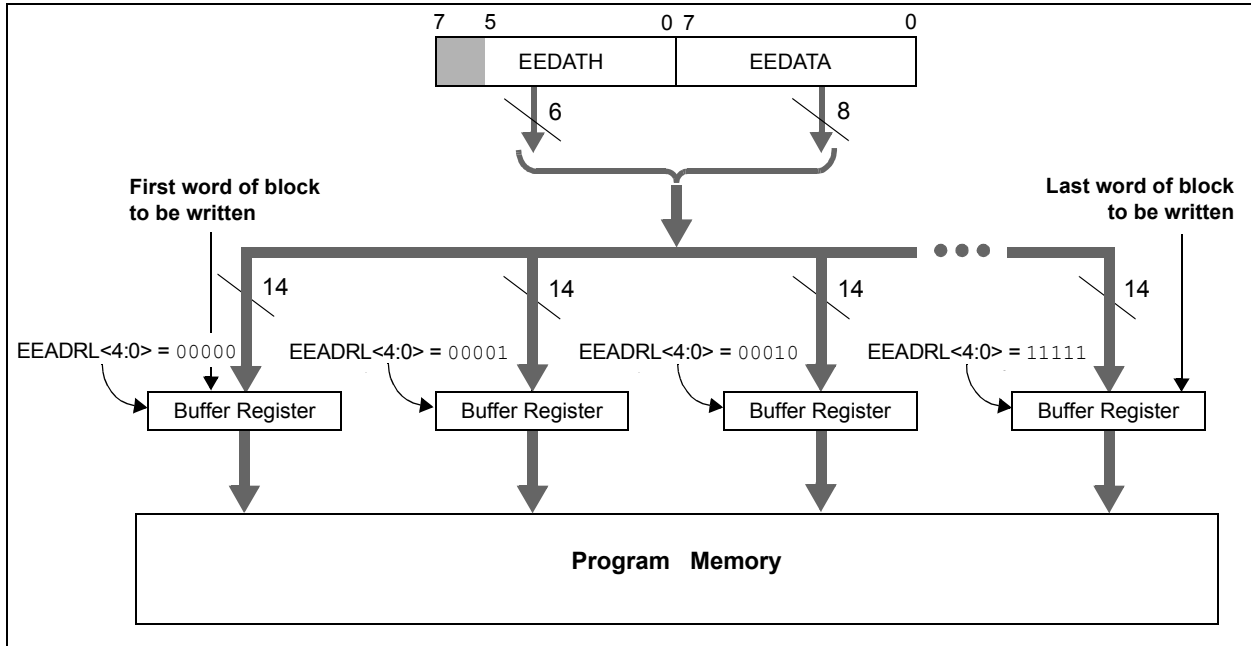 7 5 0 7 0
EEDATH EEDATA
6 8
First word of block
to be written
Last word of block
to be written
14 14 14 14
EEADRL<4:0> = 00000 EEADRL<4:0> = 00001 EEADRL<4:0> = 00010 EEADRL<4:0> = 11111
Buffer Register Buffer Register Buffer Register Buffer Register
Program Memory